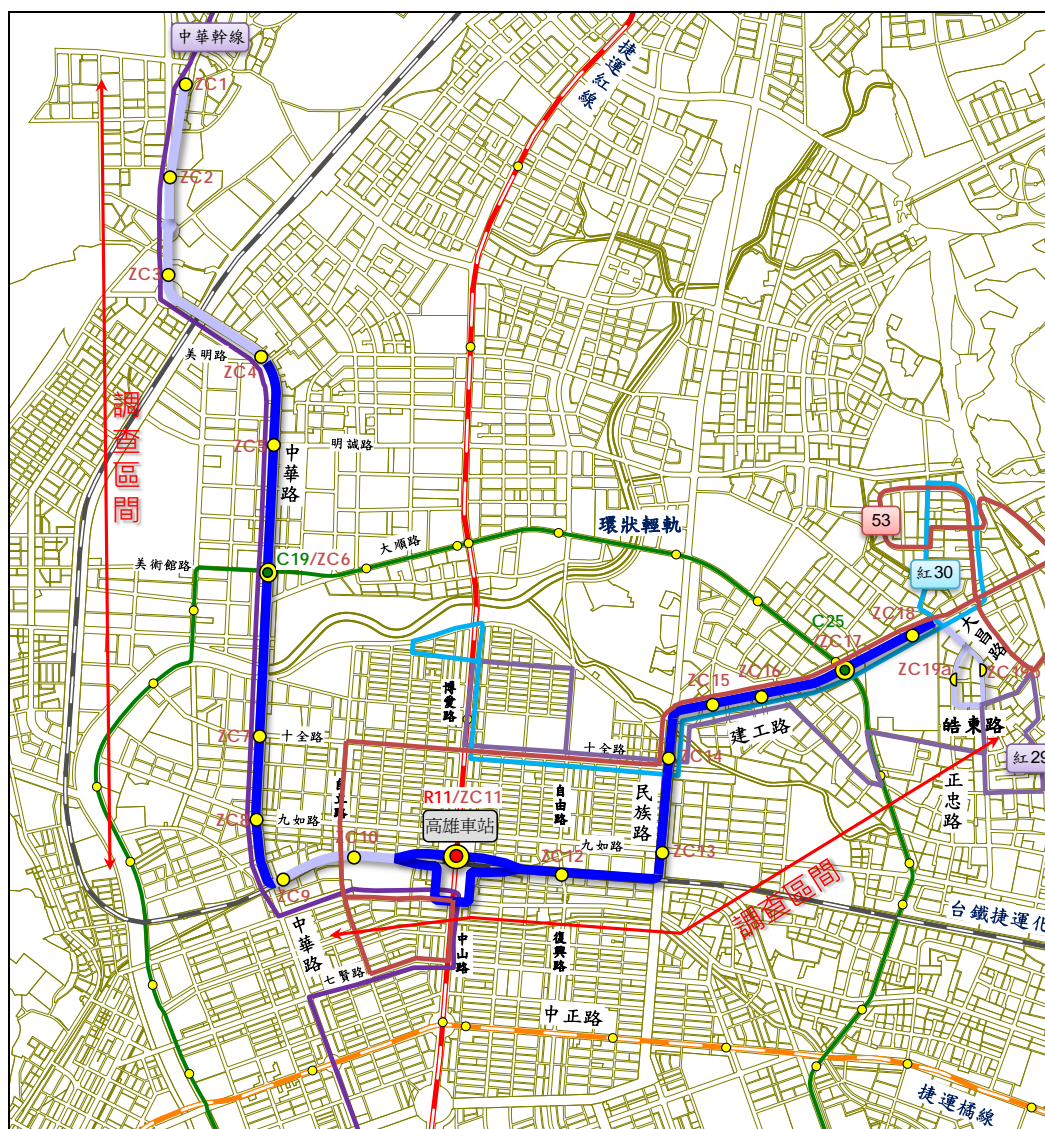 中華幹線
ZC1
捷運紅線
ZC2
ZC3
美明路
ZC4
調查區間
ZC5
明誠路
中華路
53
環狀輕軌
大順路
C19/ZC6
美術館路
紅30
C25
/ZC17
ZC18
大昌路
ZC19a
ZC19b
ZC16
ZC15
博愛路
建工路
皓東路
ZC7
十全路
十全路
ZC14
紅29
自立路
R11/ZC11
高雄車站
自由路
民族路
正忠路
ZC8
九如路
ZC10
九如路
ZC13
ZC12
ZC9
調查區間
台鐵捷運化
中華路
中山路
復興路
七賢路
中正路
捷運橘線